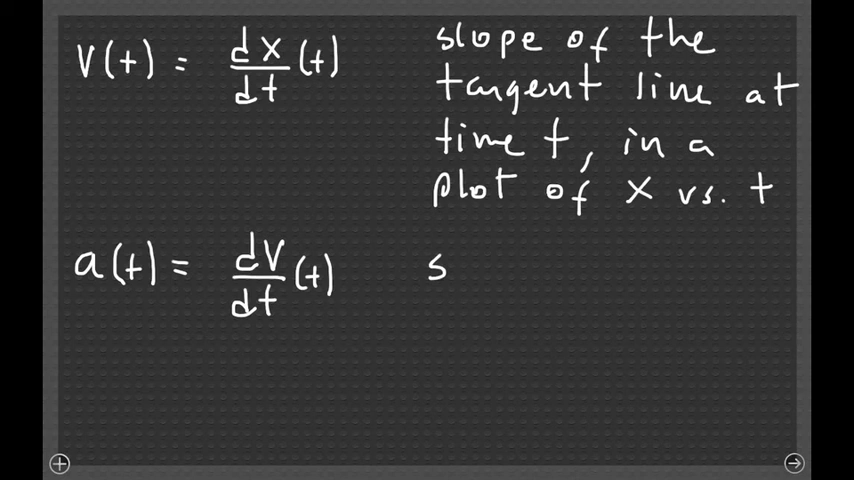 v(t) = dx/dt (t)
slope of the
tangent line at
time t, in a
plot of x vs. t
a(t) = dv/dt (t)
s